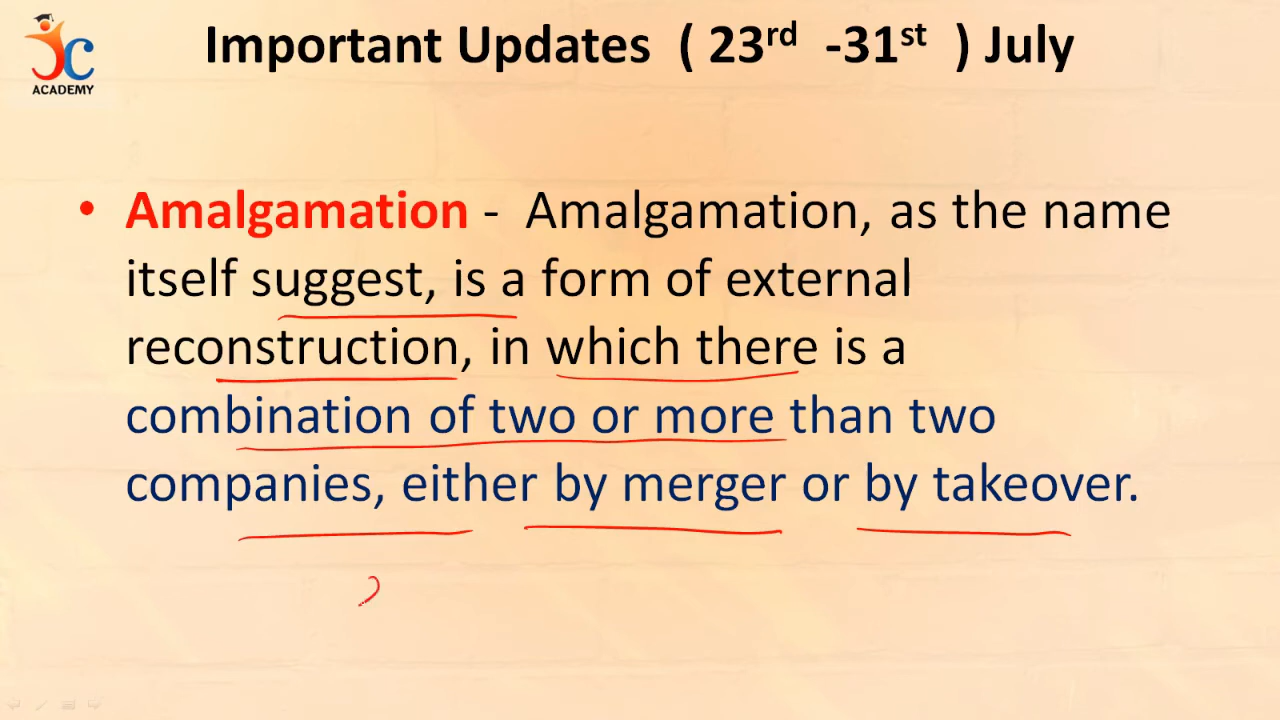 JC
ACADEMY
Important Updates ( 23rd -31st ) July
• Amalgamation - Amalgamation, as the name
itself suggest, is a form of external
reconstruction, in which there is a
combination of two or more than two
companies, either by merger or by takeover.